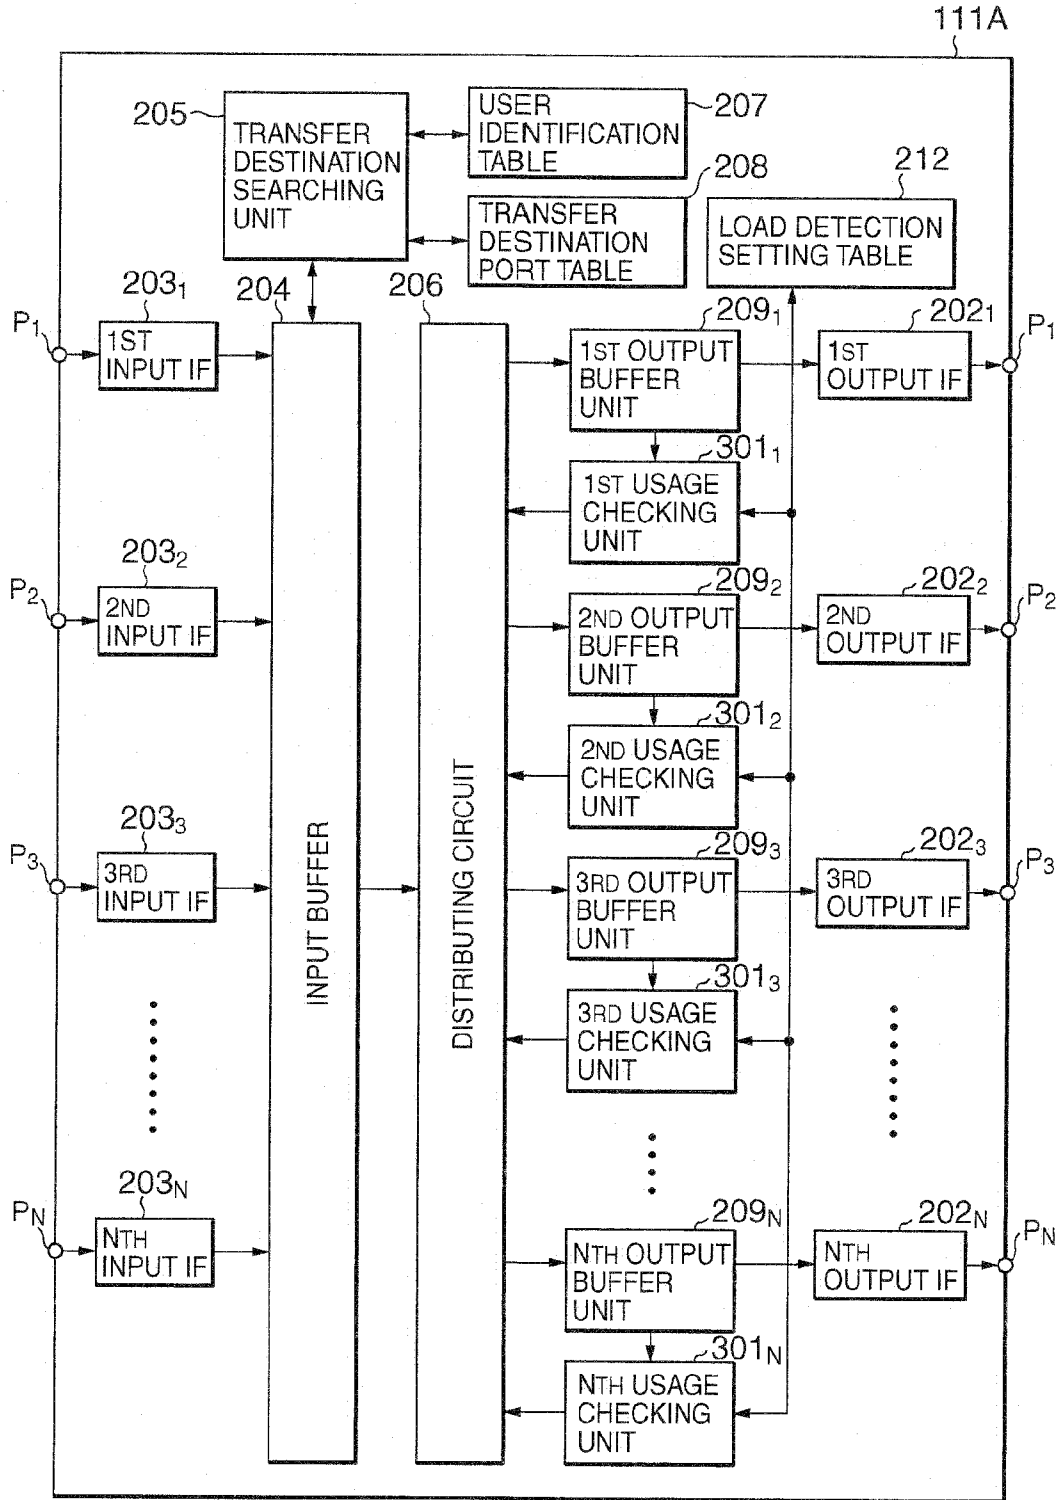 111A
205
TRANSFER
DESTINATION
SEARCHING
UNIT
USER
IDENTIFICATION
TABLE
207
208
TRANSFER
DESTINATION
PORT TABLE
212
LOAD DETECTION
SETTING TABLE
P1
2031
1ST
INPUT IF
204
206
2091
1ST OUTPUT
BUFFER
UNIT
2021
1ST
OUTPUT IF
P1
3011
1ST USAGE
CHECKING
UNIT
P2
2032
2ND
INPUT IF
2092
2ND OUTPUT
BUFFER
UNIT
2022
2ND
OUTPUT IF
P2
3012
2ND USAGE
CHECKING
UNIT
INPUT BUFFER
DISTRIBUTING CIRCUIT
P3
2033
3RD
INPUT IF
2093
3RD OUTPUT
BUFFER
UNIT
2023
3RD
OUTPUT IF
P3
3013
3RD USAGE
CHECKING
UNIT
PN
203N
NTH
INPUT IF
209N
NTH OUTPUT
BUFFER
UNIT
202N
NTH
OUTPUT IF
PN
301N
NTH USAGE
CHECKING
UNIT